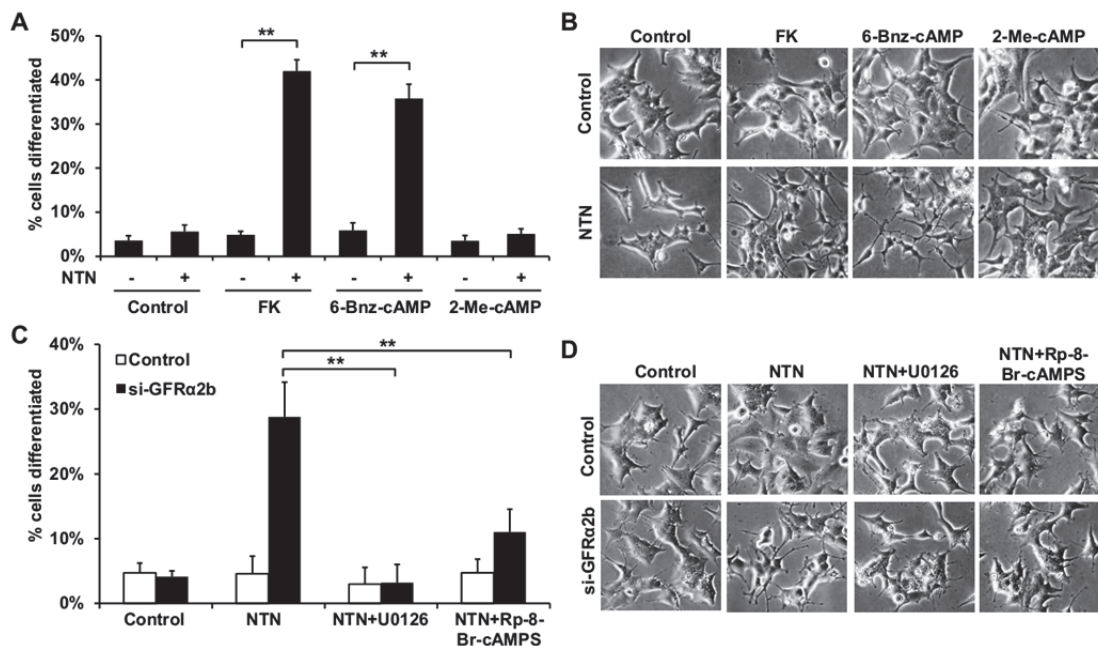 A
50%
40%
30%
20%
10%
0%
% cells differentiated
**
**
NTN - + - + - + - +
Control FK 6-Bnz-cAMP 2-Me-cAMP
B
Control FK 6-Bnz-cAMP 2-Me-cAMP
Control
NTN
C
40%
30%
20%
10%
0%
% cells differentiated
Control
si-GFRα2b
**
**
Control NTN NTN+U0126 NTN+Rp-8-
Br-cAMPS
D
Control NTN NTN+U0126 NTN+Rp-8-
Br-cAMPS
Control
si-GFRα2b